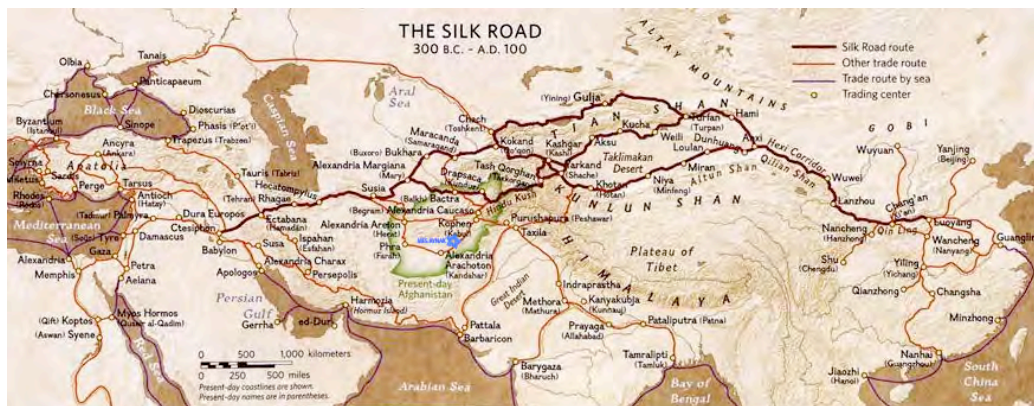 THE SILK ROAD
300 B.C. - A.D. 100
Silk Road route
Other trade route
Trade route by sea
Trading center
ALTAY MOUNTAINS
Olbia
Tanais
Panticapaeum
Chersonesus
Black Sea
Dioscurias
Phasis (P'ot'i)
Byzantium
(Istanbul)
Sinope
Trapezus (Trabzon)
Caspian Sea
Aral
Sea
Ancyra
(Ankara)
Anatolia
Smyrna
Sardis
Perge
Tarsus
Rhodes
Antioch
(Hatay)
Tauris (Tabriz)
Hecatompylus
(Tehran) Rhagae
Mediterranean
Sea
Palmyra
Tyre
Damascus
Dura Europos
Ctesiphon
Ectabana
(Hamadan)
Babylon
Susa
Ispahan
(Esfahan)
Gaza
Alexandria
Memphis
Petra
Aelana
Apologos
Alexandria Charax
Persepolis
Persian
Gulf
Gerrha
ed-Dur
Harmozia
(Hormuz Island)
(Qift) Koptos
(Aswan) Syene
Myos Hormos
(Quseir al-Qadim)
Red Sea
Chach
(Toshkent)
Maracanda
(Samarqand)
(Buxoro) Bukhara
Alexandria Margiana
(Mary)
Susia
Drapsaca
(Kunduz)
(Balkh) Bactra
(Begram) Alexandria Caucaso
Alexandria Areion
(Herat)
Kophen
(Kabul)
Phra
(Farah)
Alexandria
Arachoton
(Kandahar)
Present-day
Afghanistan
Hindu Kush
Kokand
Tash Qorghan
Kashgar
(Kashi)
Yarkand
(Shache)
(Yining) Gulja
TIAN SHAN
Aksu
Kucha
Weili
Turfan
(Turpan)
Hami
Loulan
Dunhuang
Anxi
Hexi Corridor
Taklimakan
Desert
Miran
Altun Shan
Qilian Shan
Khotan
(Hotan)
Niya
(Minfeng)
KUNLUN SHAN
Purushapura (Peshawar)
Taxila
HIMALAYA
Plateau of
Tibet
GOBI
Wuyuan
Yanjing
(Beijing)
Wuwei
Lanzhou
Chang'an
(Xi'an)
Luoyang
Nancheng
(Hanzhong)
Qin Ling
Wancheng
(Nanyang)
Shu
(Chengdu)
Yiling
(Yichang)
Qianzhong
Changsha
Minzhong
Nanhai
(Guangzhou)
Jiaozhi
(Hanoi)
South
China
Sea
Great Indian
Desert
Indraprastha
Methora
(Mathura)
Kanyakubja
(Kunnauj)
Prayaga
(Allahabad)
Pataliputra (Patna)
Tamralipti
(Tamluk)
Pattala
Barbaricon
Barygaza
(Bharuch)
Arabian Sea
Bay of
Bengal
0 500 1,000 kilometers
0 250 500 miles
Present-day coastlines are shown.
Present-day names are in parentheses.